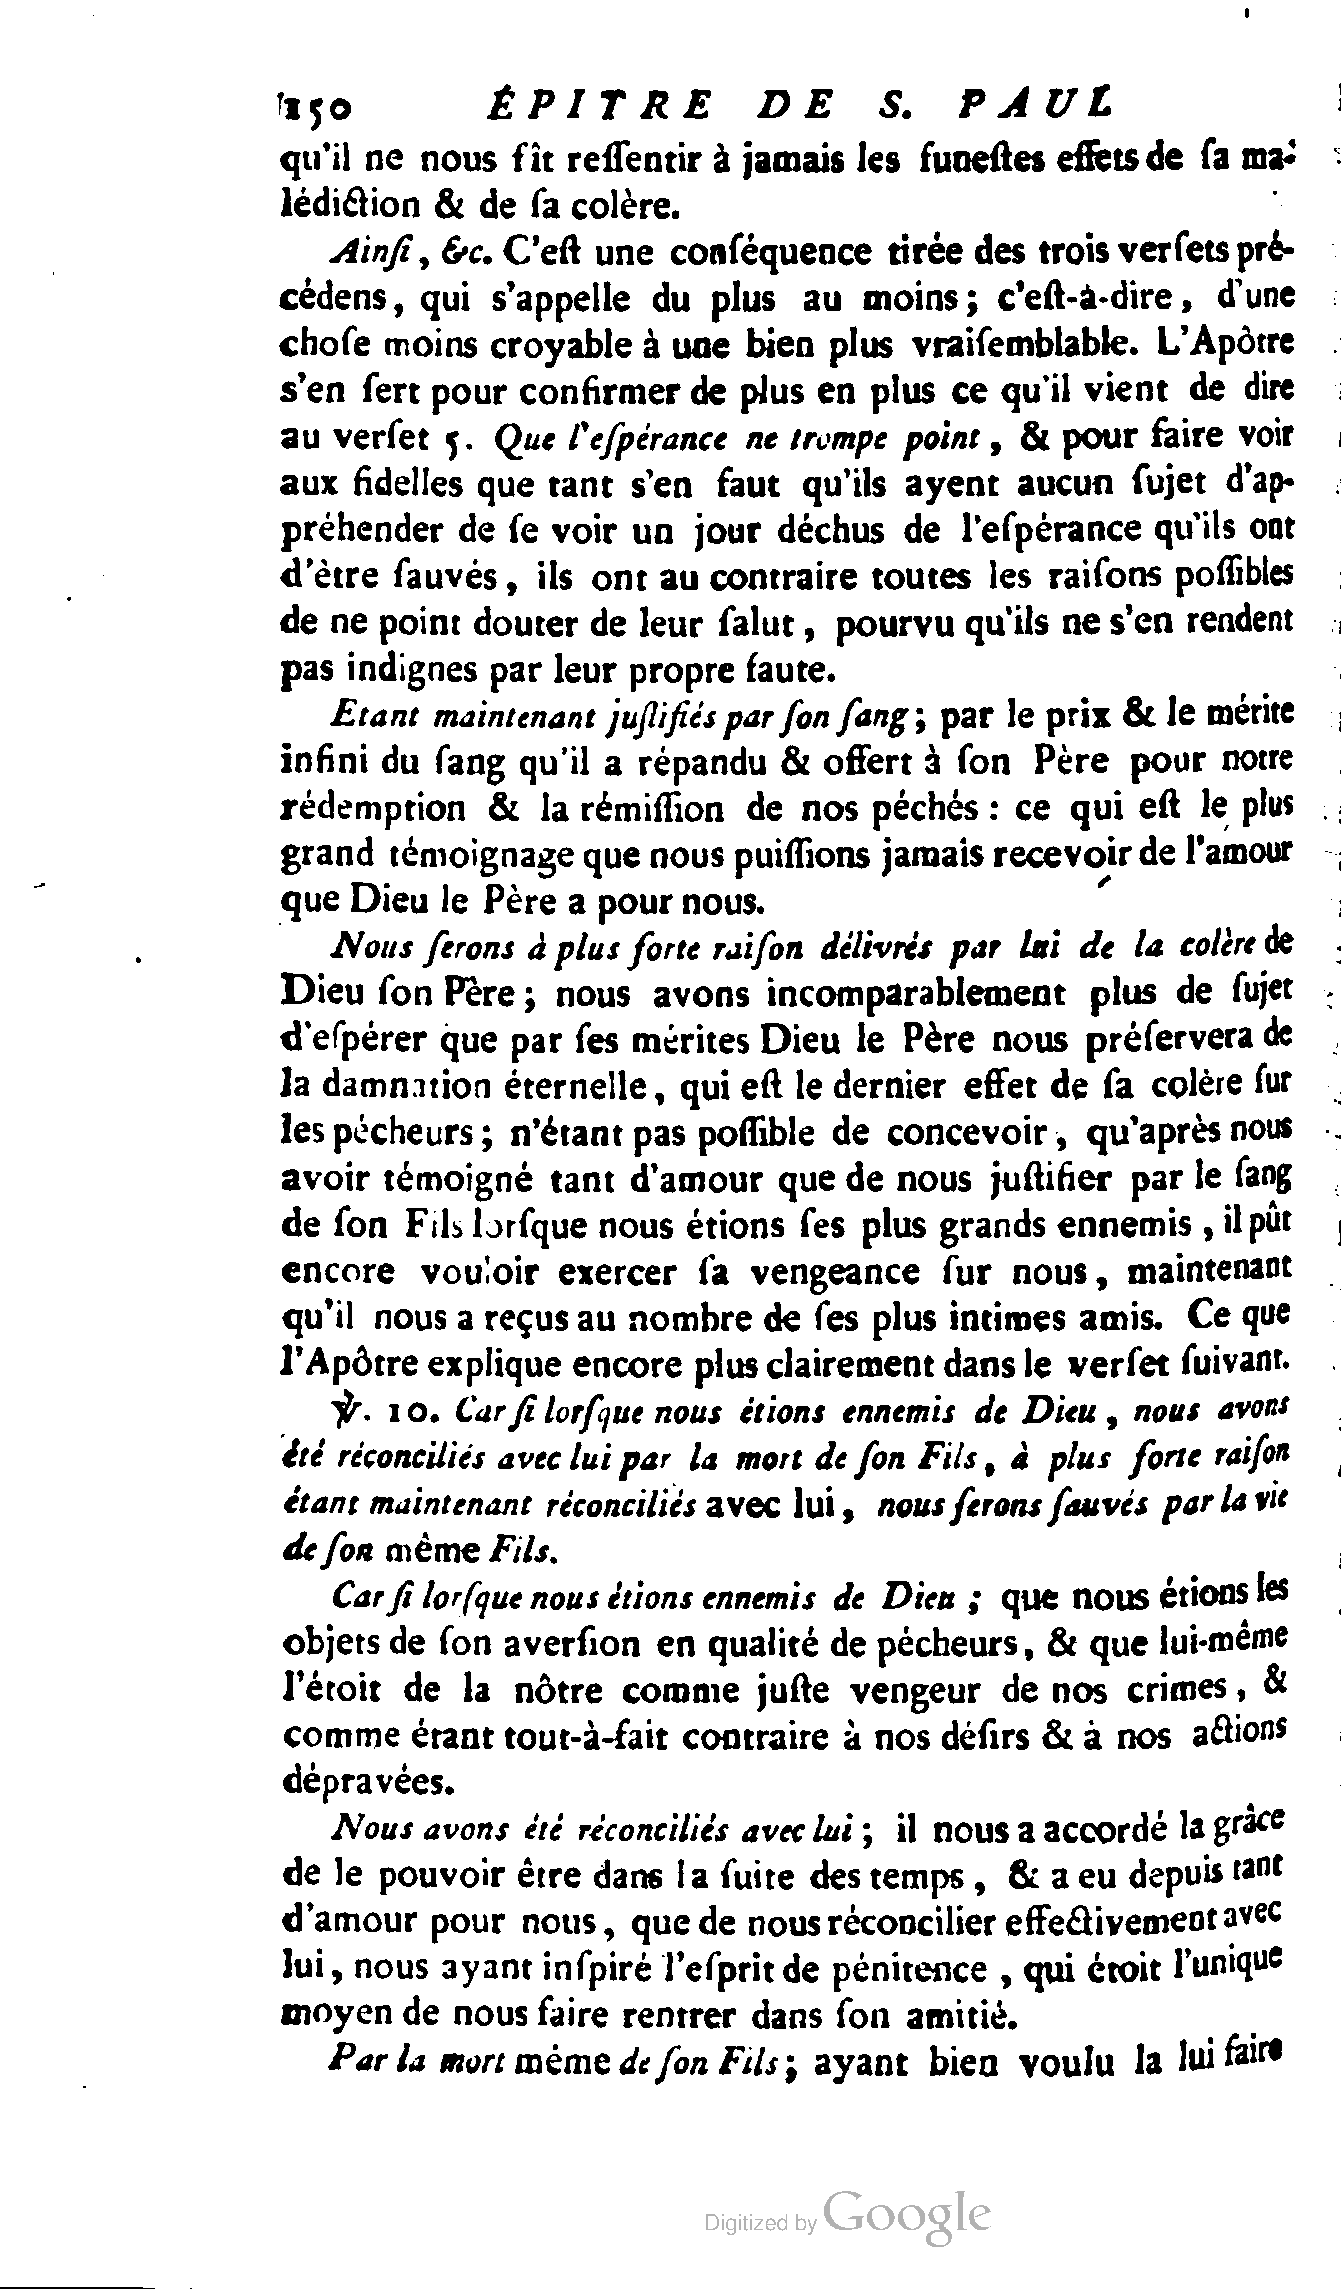 150 ÉPITRE DE S. PAUL
qu'il ne nous fît reſſentir à jamais les funeſtes effets de ſa ma-
lédiction & de ſa colère.
Ainſi, &c. C'eſt une conſéquence tirée des trois verſets pré-
cédens, qui s'appelle du plus au moins; c'eſt-à-dire, d'une
choſe moins croyable à une bien plus vraiſemblable. L'Apôtre
s'en ſert pour confirmer de plus en plus ce qu'il vient de dire
au verſet 5. Que l'eſpérance ne trompe point, & pour faire voir
aux fidelles que tant s'en faut qu'ils ayent aucun ſujet d'ap-
préhender de ſe voir un jour déchus de l'eſpérance qu'ils ont
d'être ſauvés, ils ont au contraire toutes les raiſons poſſibles
de ne point douter de leur ſalut, pourvu qu'ils ne s'en rendent
pas indignes par leur propre faute.
Etant maintenant juſtifiés par ſon ſang; par le prix & le mérite
infini du ſang qu'il a répandu & offert à ſon Père pour notre
rédemption & la rémiſſion de nos péchés : ce qui eſt le plus
grand témoignage que nous puiſſions jamais recevoir de l'amour
que Dieu le Père a pour nous.
Nous ſerons à plus forte raiſon délivrés par lui de la colère de
Dieu ſon Père; nous avons incomparablement plus de ſujet
d'eſpérer que par ſes mérites Dieu le Père nous préſervera de
la damnation éternelle, qui eſt le dernier effet de ſa colère ſur
les pécheurs; n'étant pas poſſible de concevoir, qu'après nous
avoir témoigné tant d'amour que de nous juſtifier par le ſang
de ſon Fils lorſque nous étions ſes plus grands ennemis, il pût
encore vouloir exercer ſa vengeance ſur nous, maintenant
qu'il nous a reçus au nombre de ſes plus intimes amis. Ce que
l'Apôtre explique encore plus clairement dans le verſet ſuivant.
℣. 10. Car ſi lorſque nous étions ennemis de Dieu, nous avons
été réconciliés avec lui par la mort de ſon Fils, à plus forte raiſon
étant maintenant réconciliés avec lui, nous ſerons ſauvés par la vie
de ſon même Fils.
Car ſi lorſque nous étions ennemis de Dieu; que nous étions les
objets de ſon averſion en qualité de pécheurs, & que lui-même
l'étoit de la nôtre comme juſte vengeur de nos crimes, &
comme étant tout-à-fait contraire à nos déſirs & à nos actions
dépravées.
Nous avons été réconciliés avec lui; il nous a accordé la grâce
de le pouvoir être dans la ſuite des temps, & a eu depuis tant
d'amour pour nous, que de nous réconcilier effectivement avec
lui, nous ayant inſpiré l'eſprit de pénitence, qui étoit l'unique
moyen de nous faire rentrer dans ſon amitié.
Par la mort même de ſon Fils; ayant bien voulu la lui faire
Digitized by Google